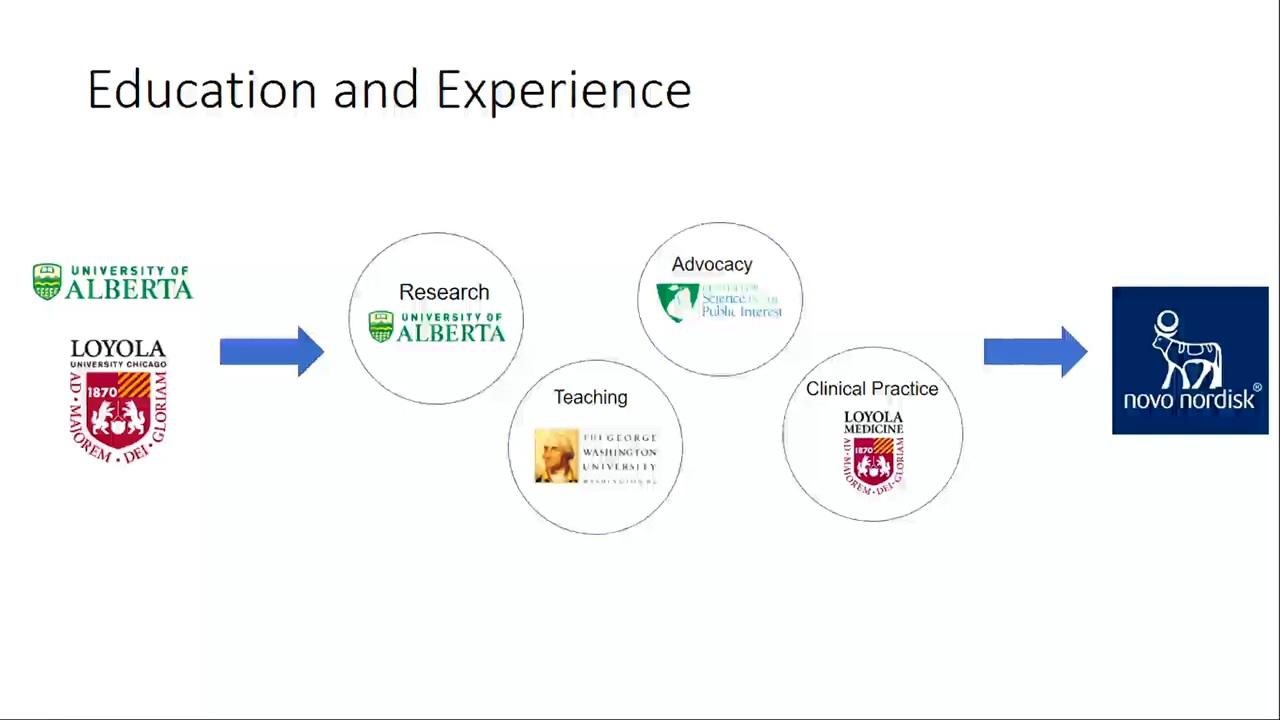 Education and Experience
UNIVERSITY OF
ALBERTA
LOYOLA
UNIVERSITY CHICAGO
1870
AD • MAIOREM • DEI • GLORIAM
Research
UNIVERSITY OF
ALBERTA
Teaching
THE GEORGE
WASHINGTON
UNIVERSITY
WASHINGTON DC
Advocacy
Science
Public Interest
Clinical Practice
LOYOLA
MEDICINE
1870
AD • MAIOREM • DEI • GLORIAM
novo nordisk®